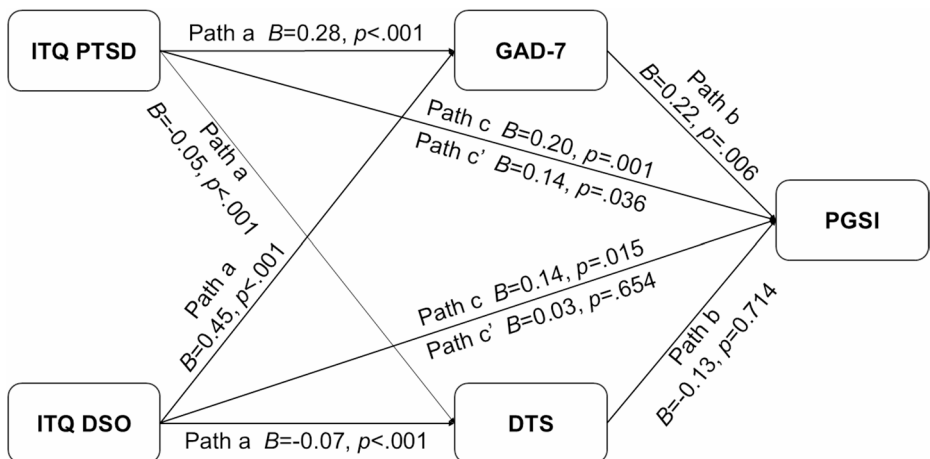 ITQ PTSD
Path a B=0.28, p<.001
GAD-7
Path b
B=0.22, p=.006
Path c B=0.20, p=.001
Path c’ B=0.14, p=.036
Path a
B=-0.05, p<.001
PGSI
Path a
B=0.45, p<.001
Path c B=0.14, p=.015
Path c’ B=0.03, p=.654
Path b
B=-0.13, p=0.714
ITQ DSO
Path a B=-0.07, p<.001
DTS